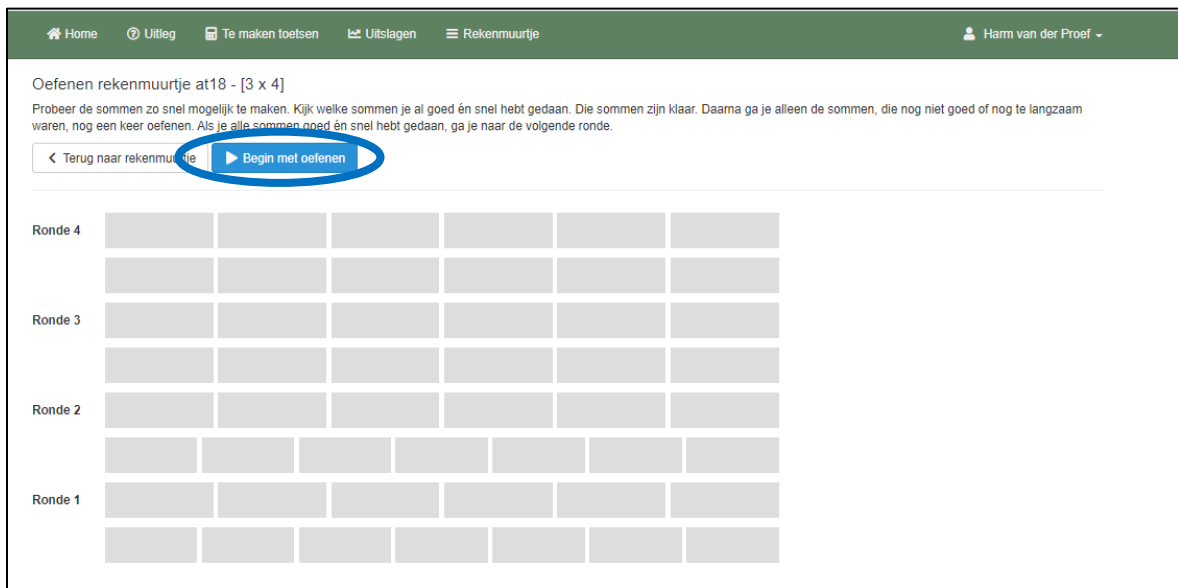 Home Uitleg Te maken toetsen Uitslagen Rekenmuurtje Harm van der Proef
Oefenen rekenmuurtje at18 - [3 x 4]
Probeer de sommen zo snel mogelijk te maken. Kijk welke sommen je al goed én snel hebt gedaan. Die sommen zijn klaar. Daarna ga je alleen de sommen, die nog niet goed of nog te langzaam
waren, nog een keer oefenen. Als je alle sommen goed én snel hebt gedaan, ga je naar de volgende ronde.
Terug naar rekenmuurtje Begin met oefenen
Ronde 4
Ronde 3
Ronde 2
Ronde 1